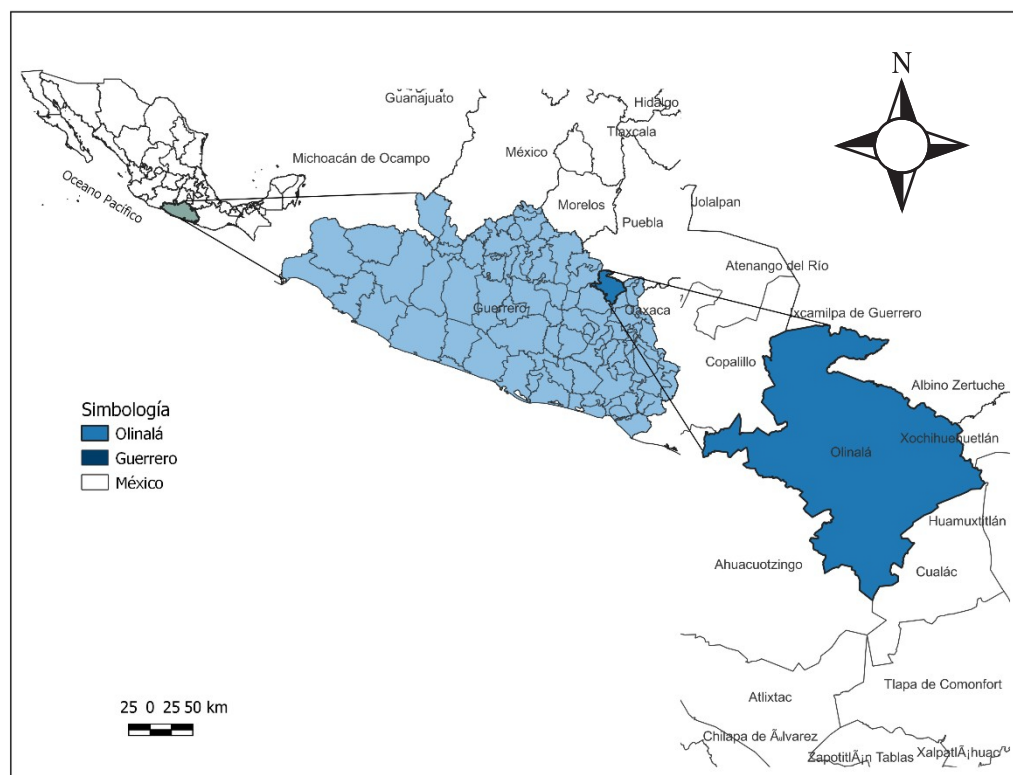 N
Guanajuato
Hidalgo
Tlaxcala
México
Michoacán de Ocampo
Oceano Pacífico
Morelos
Puebla
Jolalpan
Atenango del Río
Guerrero
Oaxaca
Ixcamilpa de Guerrero
Copalillo
Albino Zertuche
Xochihuehuetlán
Olinalá
Huamuxtitlán
Ahuacuotzingo
Cualác
Simbología
Olinalá
Guerrero
México
Tlapa de Comonfort
Atlixtac
25 0 25 50 km
Chilapa de Ã lvarez
ZapotitlÃ¡n Tablas
XalpatlÃ¡huac